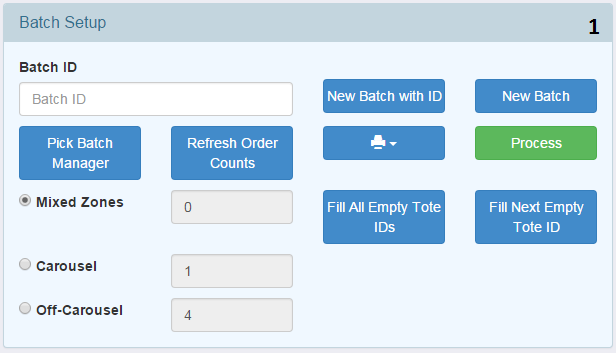 Batch Setup
1
Batch ID
Batch ID
New Batch with ID
New Batch
Pick Batch
Manager
Refresh Order
Counts
Process
Mixed Zones
0
Fill All Empty Tote
IDs
Fill Next Empty
Tote ID
Carousel
1
Off-Carousel
4